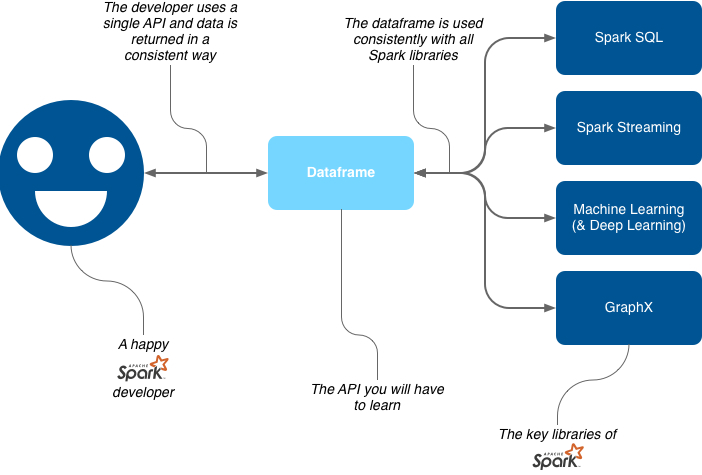 The developer uses a
single API and data is
returned in a
consistent way
The dataframe is used
consistently with all
Spark libraries
Spark SQL
Spark Streaming
Dataframe
Machine Learning
(& Deep Learning)
GraphX
A happy
APACHE
Spark
developer
The API you will have
to learn
The key libraries of
APACHE
Spark